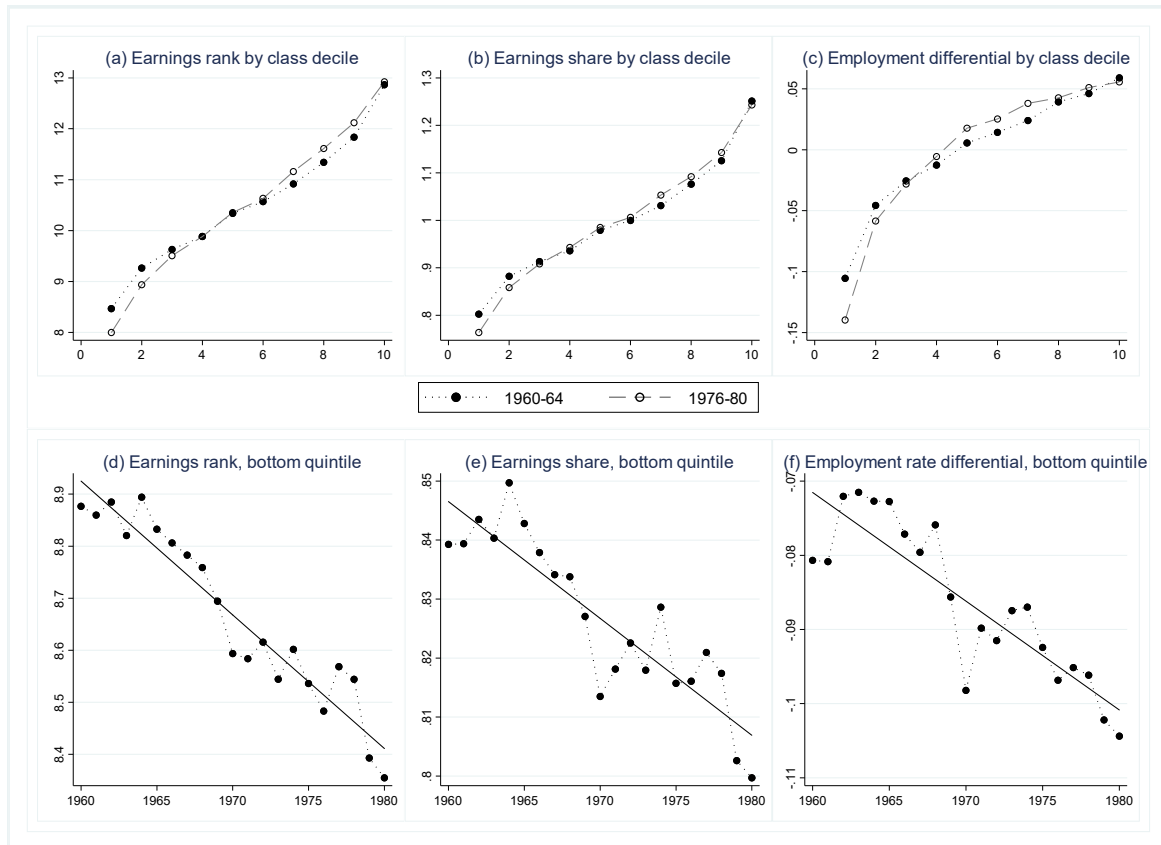 (a) Earnings rank by class decile
13
12
11
10
9
8
0 2 4 6 8 10
(b) Earnings share by class decile
1.3
1.2
1.1
1
.9
.8
0 2 4 6 8 10
(c) Employment differential by class decile
.05
0
-.05
-.1
-.15
0 2 4 6 8 10
1960-64 1976-80
(d) Earnings rank, bottom quintile
8.9
8.8
8.7
8.6
8.5
8.4
1960 1965 1970 1975 1980
(e) Earnings share, bottom quintile
.85
.84
.83
.82
.81
.8
1960 1965 1970 1975 1980
(f) Employment rate differential, bottom quintile
-.07
-.08
-.09
-.1
-.11
1960 1965 1970 1975 1980